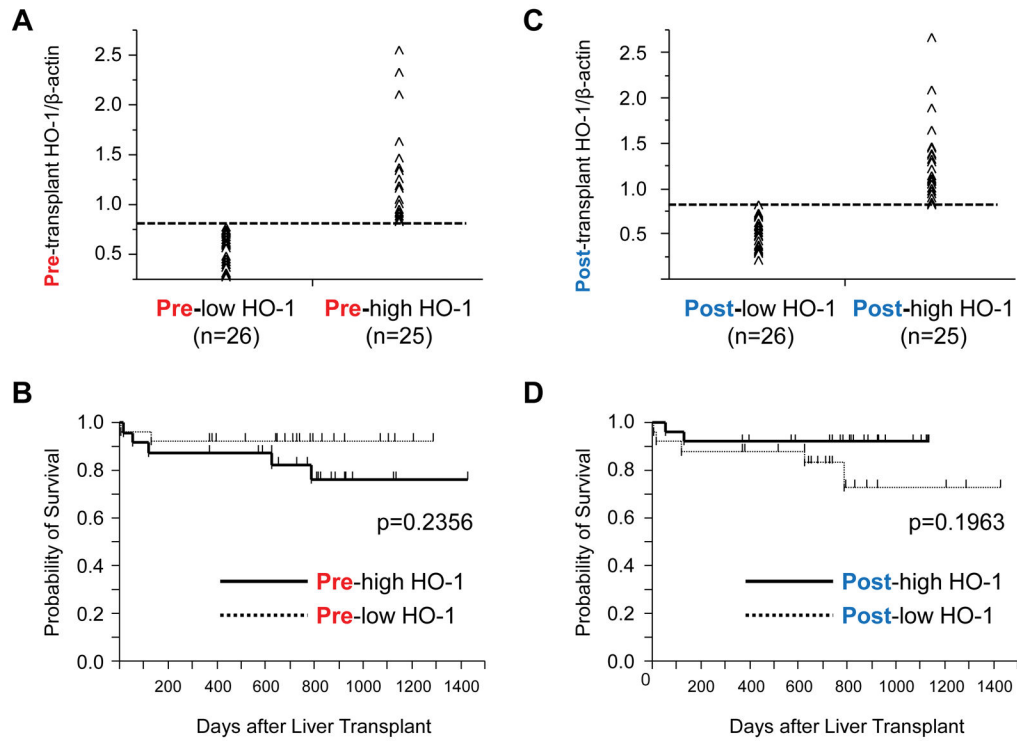 A
Pre-transplant HO-1/β-actin
2.5
2.0
1.5
1.0
0.5
Pre-low HO-1
(n=26)
Pre-high HO-1
(n=25)
C
Post-transplant HO-1/β-actin
2.5
2.0
1.5
1.0
0.5
Post-low HO-1
(n=26)
Post-high HO-1
(n=25)
B
Probability of Survival
1.0
0.8
0.6
0.4
0.2
0.0
p=0.2356
Pre-high HO-1
Pre-low HO-1
0 200 400 600 800 1000 1200 1400
Days after Liver Transplant
D
Probability of Survival
1.0
0.8
0.6
0.4
0.2
0.0
p=0.1963
Post-high HO-1
Post-low HO-1
0 200 400 600 800 1000 1200 1400
Days after Liver Transplant